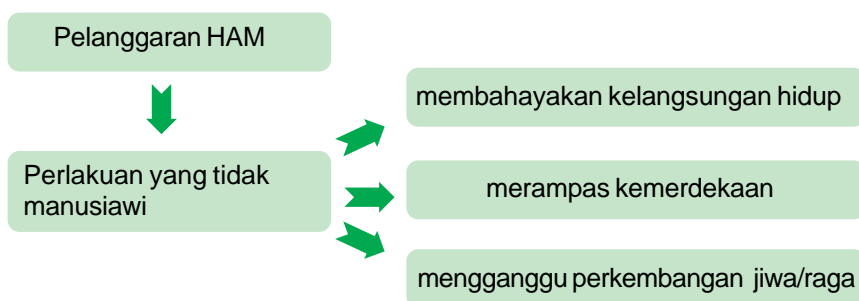 Pelanggaran HAM
membahayakan kelangsungan hidup
Perlakuan yang tidak
manusiawi
merampas kemerdekaan
mengganggu perkembangan jiwa/raga